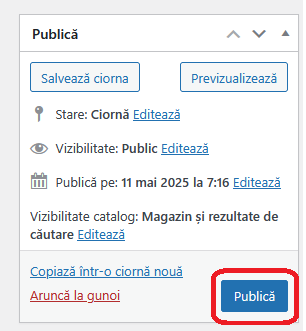 Publică
Salvează ciorna
Previzualizează
Stare: Ciornă Editează
Vizibilitate: Public Editează
Publică pe: 11 mai 2025 la 7:16 Editează
Vizibilitate catalog: Magazin și rezultate de
căutare Editează
Copiază într-o ciornă nouă
Aruncă la gunoi
Publică